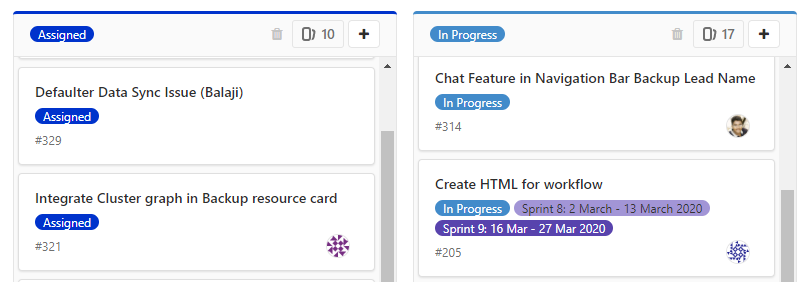 Assigned
10
Defaulter Data Sync Issue (Balaji)
Assigned
#329
Integrate Cluster graph in Backup resource card
Assigned
#321
In Progress
17
Chat Feature in Navigation Bar Backup Lead Name
In Progress
#314
Create HTML for workflow
In Progress Sprint 8: 2 March - 13 March 2020
Sprint 9: 16 Mar - 27 Mar 2020
#205